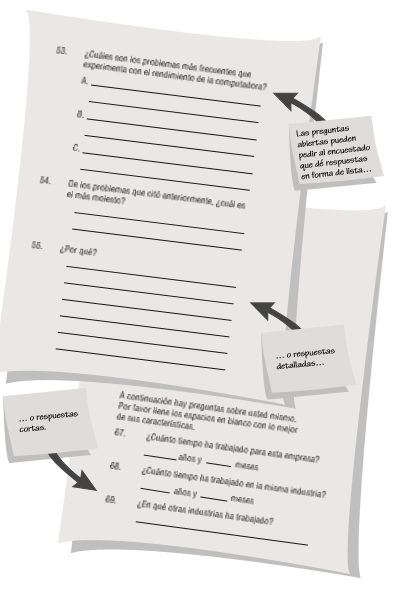 53. ¿Cuáles son los problemas más frecuentes que
experimenta con el rendimiento de la computadora?
A.
B.
C.
Las preguntas
abiertas pueden
pedir al encuestado
que dé respuestas
en forma de lista…
54. De los problemas que citó anteriormente, ¿cuál es
el más molesto?
55. ¿Por qué?
… o respuestas
detalladas…
… o respuestas
cortas.
A continuación hay preguntas sobre usted mismo.
Por favor llene los espacios en blanco con lo mejor
de sus características.
67. ¿Cuánto tiempo ha trabajado para esta empresa?
años y meses
68. ¿Cuánto tiempo ha trabajado en la misma industria?
años y meses
69. ¿En qué otras industrias ha trabajado?